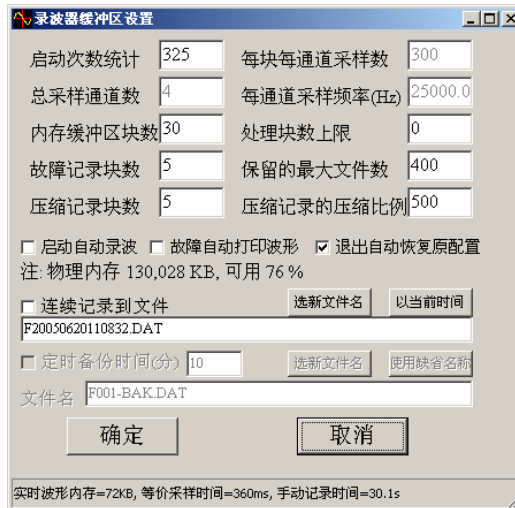 录波器缓冲区设置
启动次数统计 325 每块每通道采样数 300
总采样通道数 4 每通道采样频率(Hz) 25000.0
内存缓冲区块数 30 处理块数上限 0
故障记录块数 5 保留的最大文件数 400
压缩记录块数 5 压缩记录的压缩比例 500
启动自动录波 故障自动打印波形 退出自动恢复原配置
注: 物理内存 130,028 KB, 可用 76 %
连续记录到文件 选新文件名 以当前时间
F20050620110832.DAT
定时备份时间(分) 10 选新文件名 使用缺省名称
文件名 F001-BAK.DAT
确定 取消
实时波形内存=72KB, 等价采样时间=360ms, 手动记录时间=30.1s